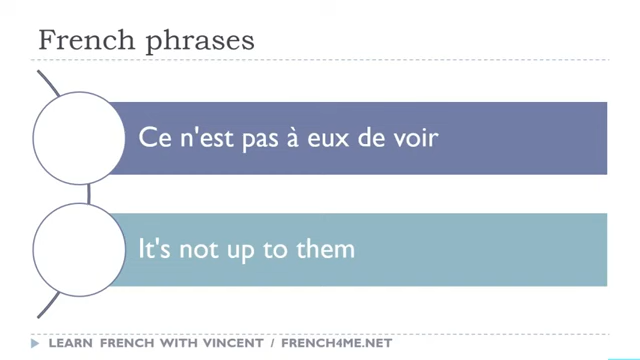 French phrases
Ce n'est pas à eux de voir
It's not up to them
LEARN FRENCH WITH VINCENT / FRENCH4ME.NET